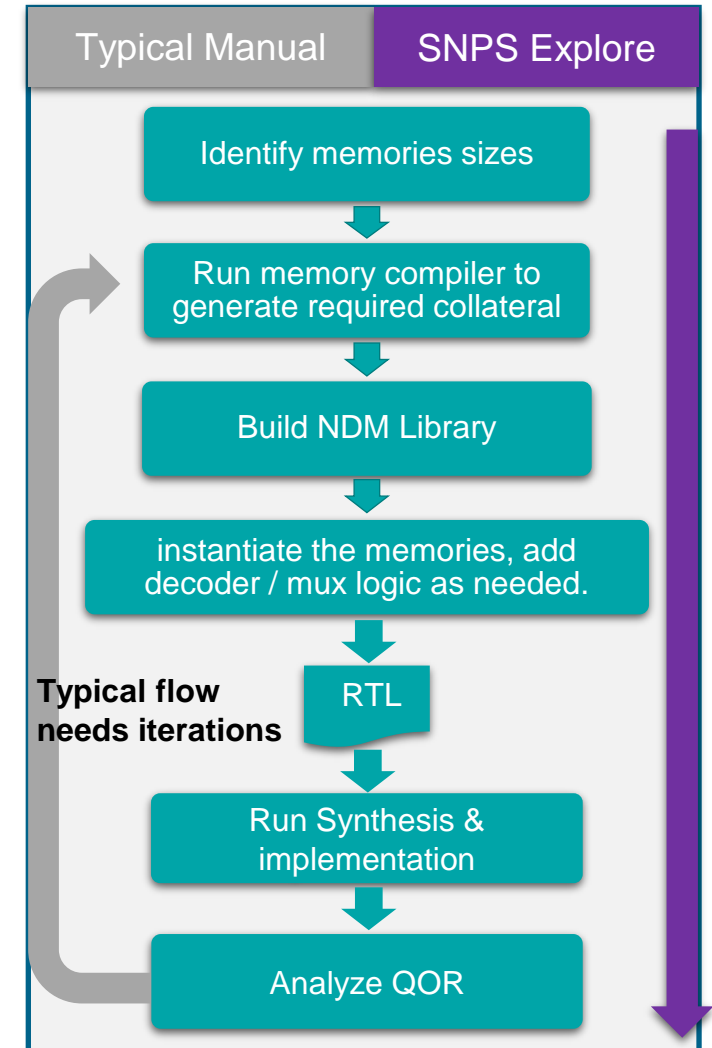 Typical Manual
SNPS Explore
Identify memories sizes
Run memory compiler to
generate required collateral
Build NDM Library
instantiate the memories, add
decoder / mux logic as needed.
Typical flow
needs iterations
RTL
Run Synthesis &
implementation
Analyze QOR